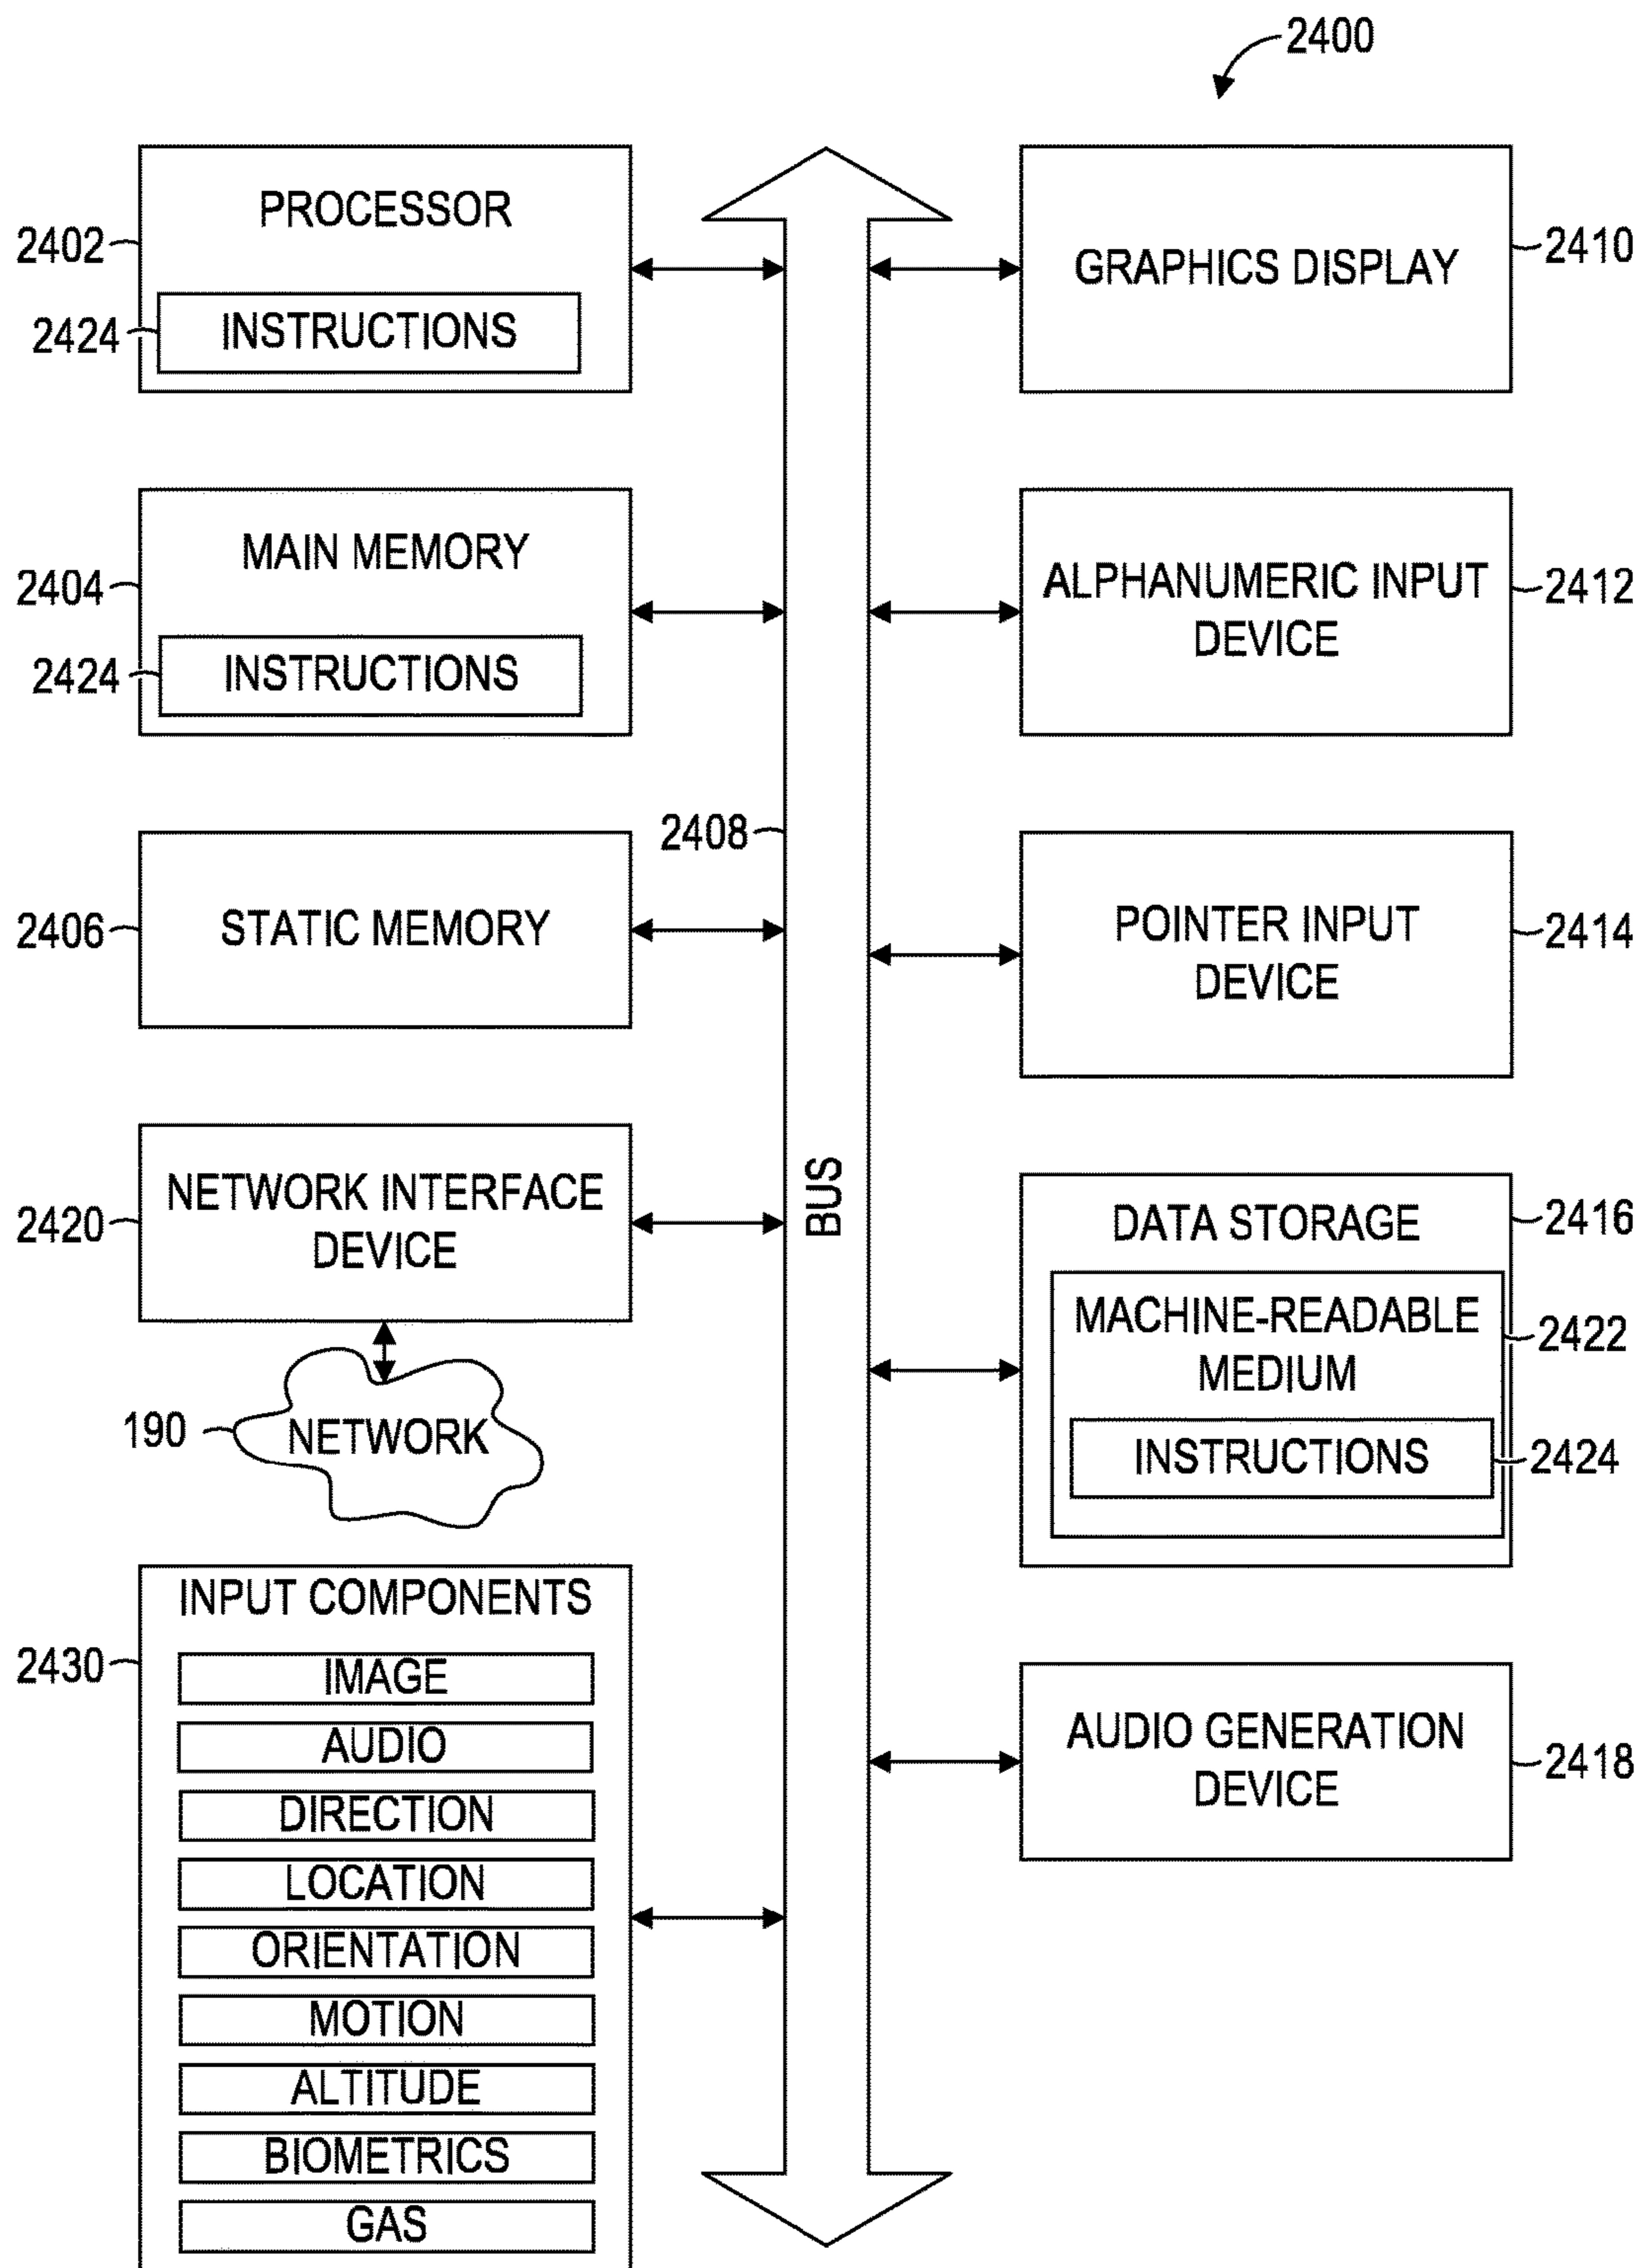 2400
PROCESSOR
2402
2424
INSTRUCTIONS
MAIN MEMORY
2404
2424
INSTRUCTIONS
2406
STATIC MEMORY
2420
NETWORK INTERFACE
DEVICE
190
NETWORK
INPUT COMPONENTS
2430
IMAGE
AUDIO
DIRECTION
LOCATION
ORIENTATION
MOTION
ALTITUDE
BIOMETRICS
GAS
2408
BUS
GRAPHICS DISPLAY
2410
ALPHANUMERIC INPUT
DEVICE
2412
POINTER INPUT
DEVICE
2414
DATA STORAGE
2416
MACHINE-READABLE
MEDIUM
2422
INSTRUCTIONS
2424
AUDIO GENERATION
DEVICE
2418